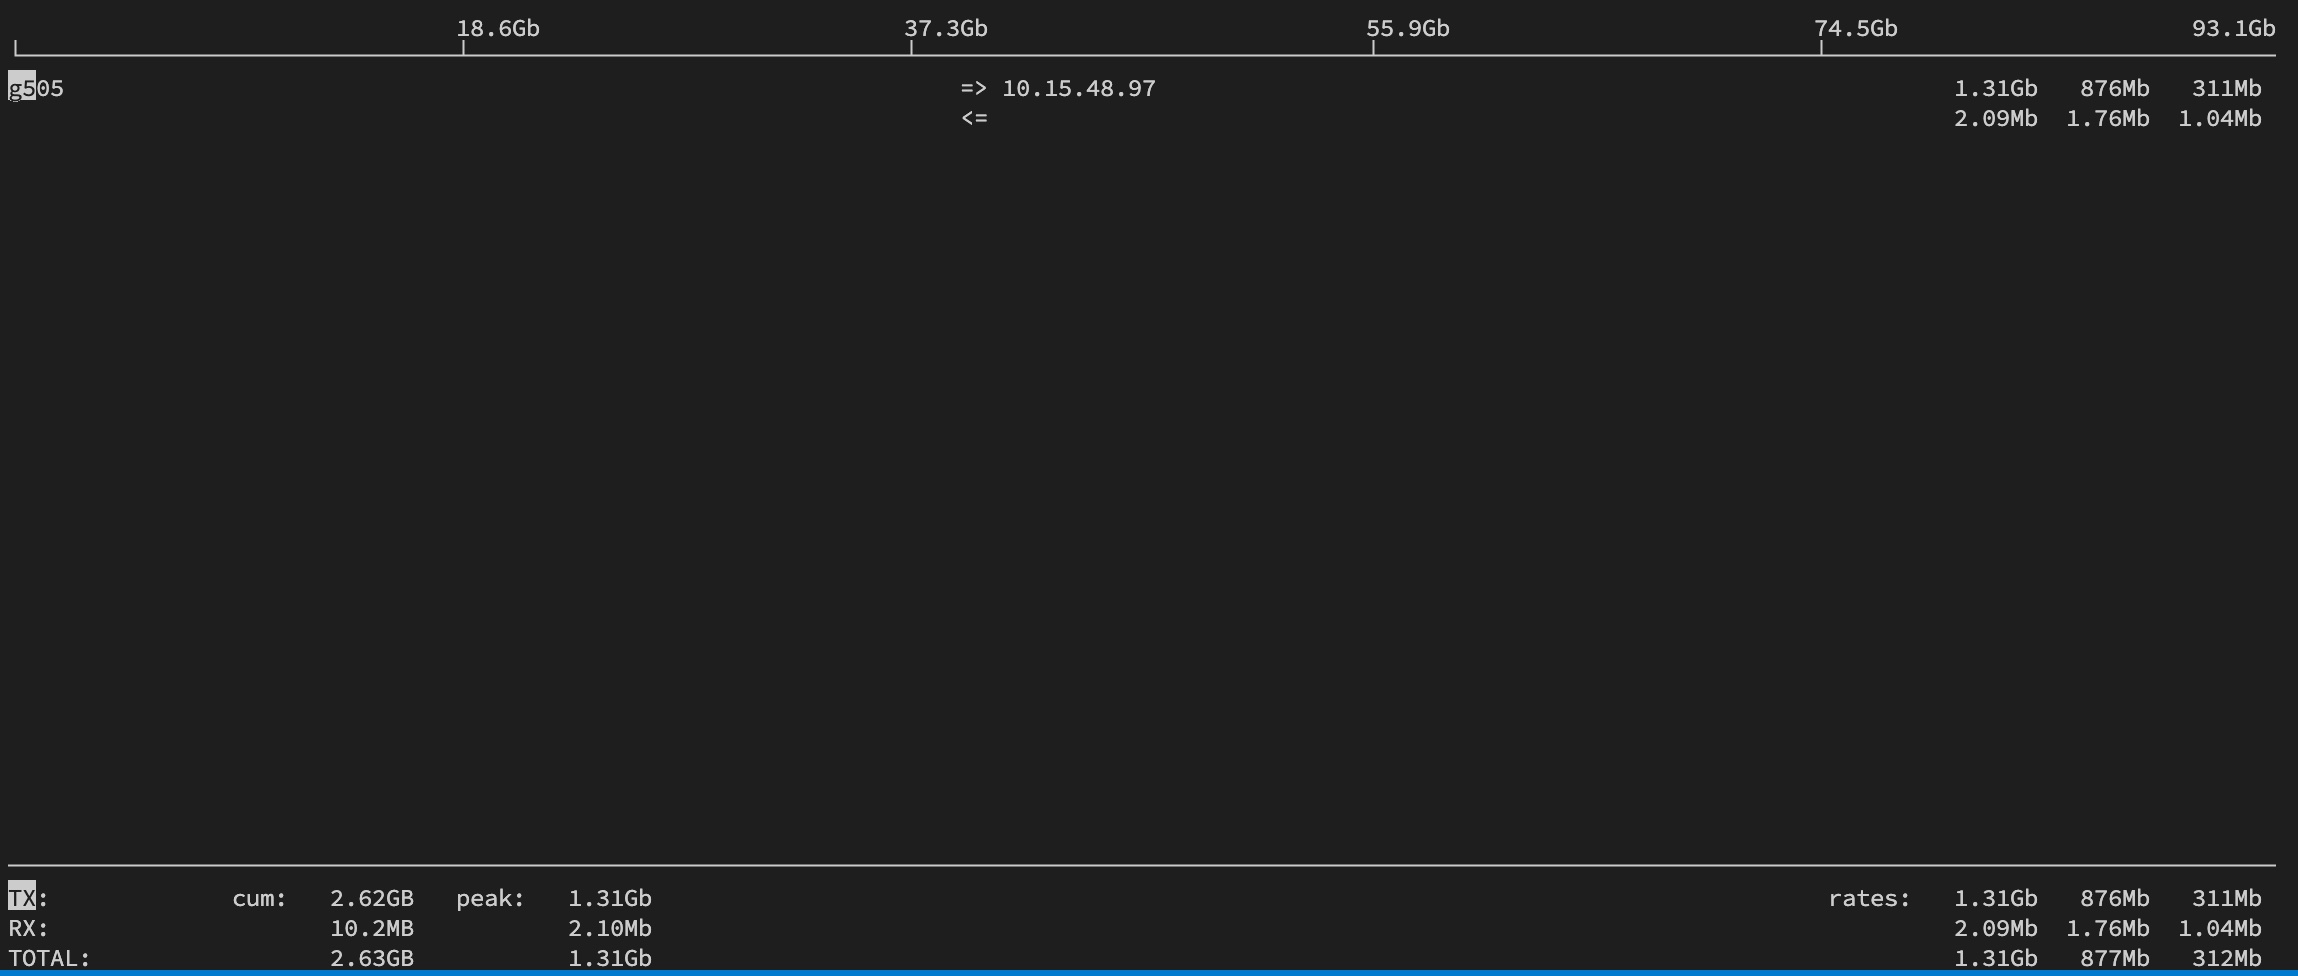 18.6Gb 37.3Gb 55.9Gb 74.5Gb 93.1Gb
g505 => 10.15.48.97 1.31Gb 876Mb 311Mb
<= 2.09Mb 1.76Mb 1.04Mb
TX: cum: 2.62GB peak: 1.31Gb rates: 1.31Gb 876Mb 311Mb
RX: 10.2MB 2.10Mb 2.09Mb 1.76Mb 1.04Mb
TOTAL: 2.63GB 1.31Gb 1.31Gb 877Mb 312Mb